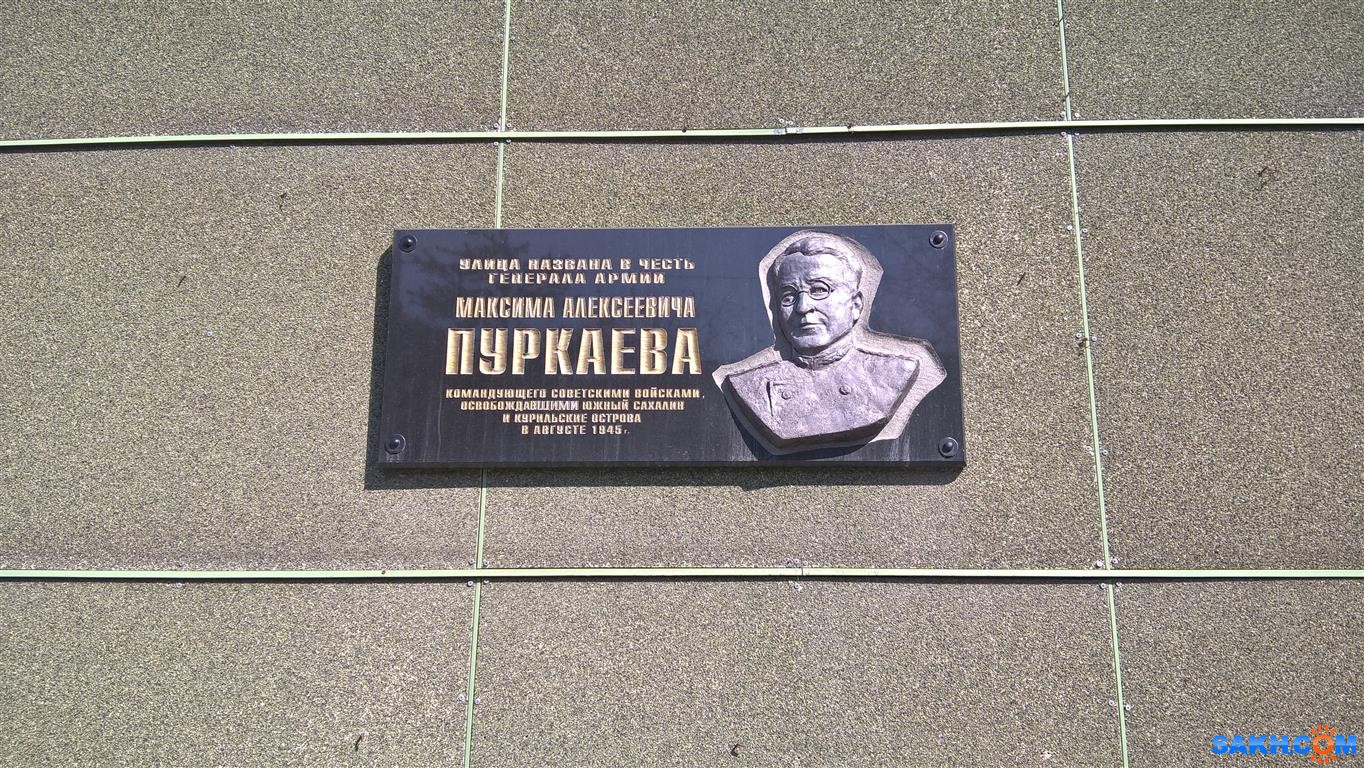 УЛИЦА НАЗВАНА В ЧЕСТЬ
ГЕНЕРАЛА АРМИИ
МАКСИМА АЛЕКСЕЕВИЧА
ПУРКАЕВА
КОМАНДУЮЩЕГО СОВЕТСКИМИ ВОЙСКАМИ,
ОСВОБОЖДАВШИМИ ЮЖНЫЙ САХАЛИН
И КУРИЛЬСКИЕ ОСТРОВА
В АВГУСТЕ 1945 г.
SAKH.COM